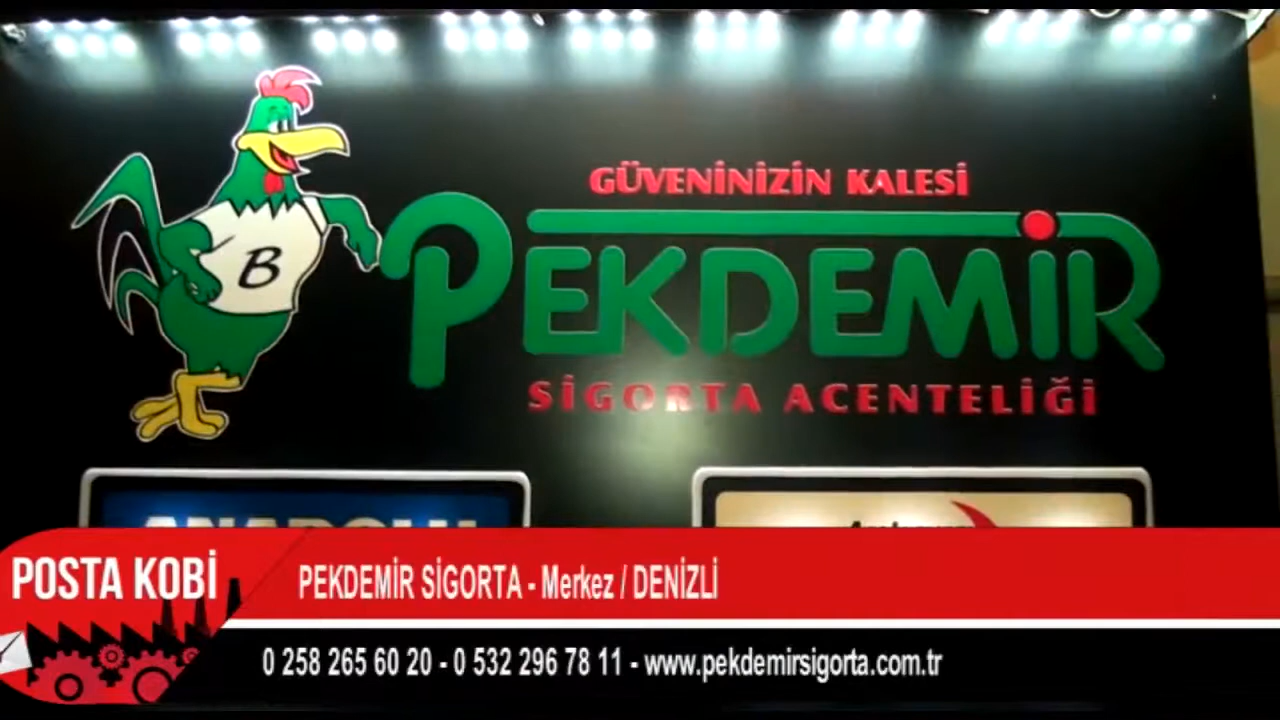 GÜVENİNİZİN KALESİ
B
PEKDEMİR
SİGORTA ACENTELİĞİ
POSTA KOBİ
PEKDEMİR SİGORTA - Merkez / DENİZLİ
0 258 265 60 20 - 0 532 296 78 11 - www.pekdemirsigorta.com.tr